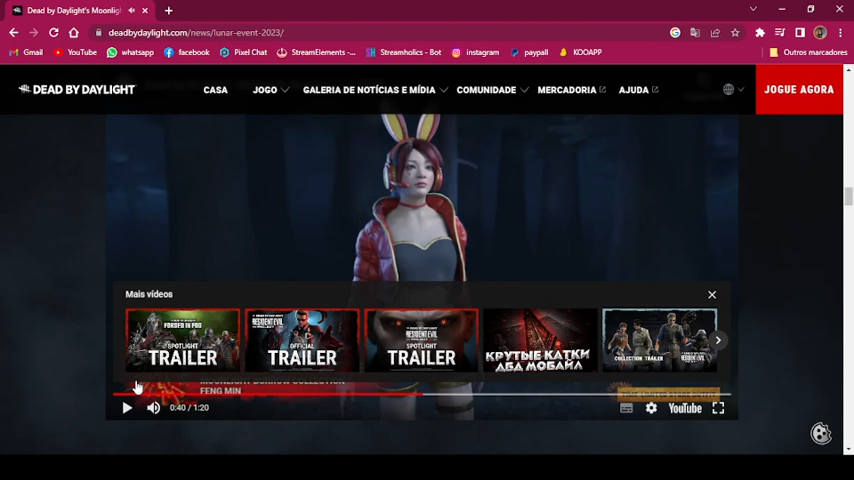 Dead by Daylight's Moonligh
deadbydaylight.com/news/lunar-event-2023/
Gmail YouTube whatsapp facebook Pixel Chat StreamElements -... Streamholics - Bot instagram paypall KOOAPP Outros marcadores
DEAD BY DAYLIGHT CASA JOGO GALERIA DE NOTÍCIAS E MÍDIA COMUNIDADE MERCADORIA AJUDA JOGUE AGORA
Mais vídeos
FORGED IN FOG
SPOTLIGHT
TRAILER
RESIDENT EVIL
OFFICIAL
TRAILER
RESIDENT EVIL
SPOTLIGHT
TRAILER
КРУТЫЕ КАТКИ
ДБД МОБАЙЛ
COLLECTION TRAILER
MOONLIGHT BURROW COLLECTION
FENG MIN
0:40 / 1:20
YouTube